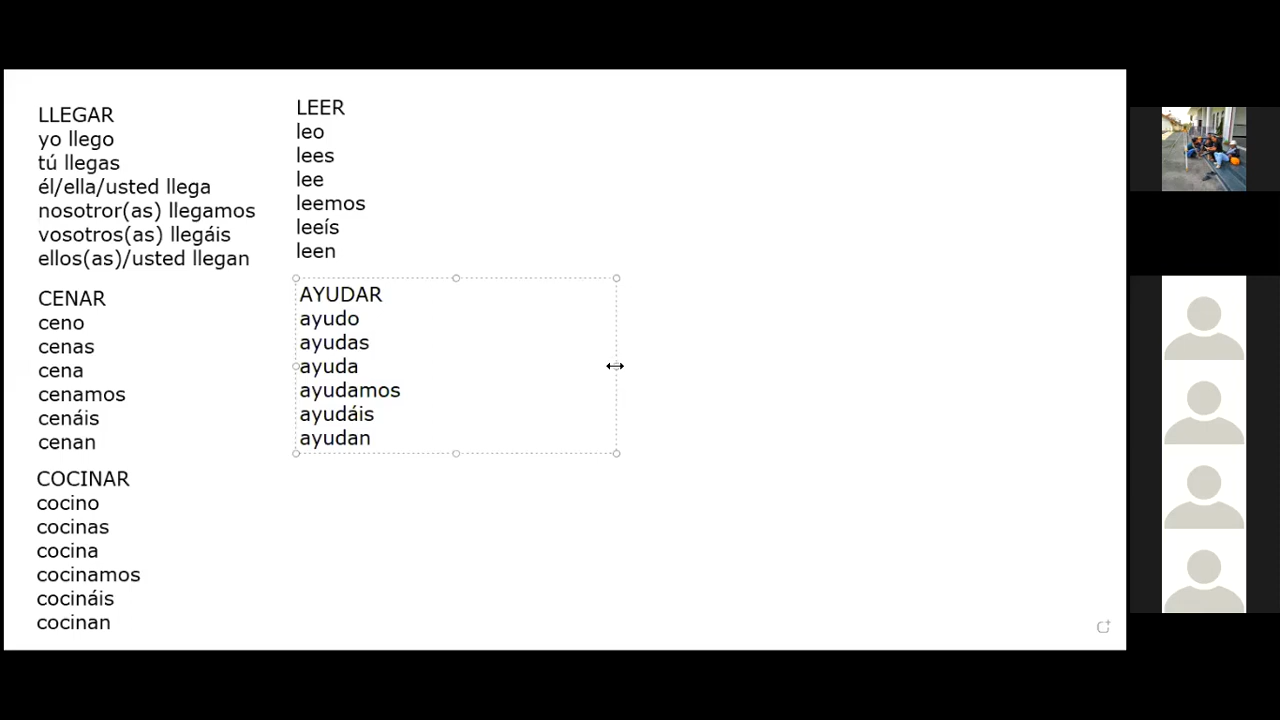 LLEGAR
yo llego
tú llegas
él/ella/usted llega
nosotror(as) llegamos
vosotros(as) llegáis
ellos(as)/usted llegan
CENAR
ceno
cenas
cena
cenamos
cenáis
cenan
COCINAR
cocino
cocinas
cocina
cocinamos
cocináis
cocinan
LEER
leo
lees
lee
leemos
leeís
leen
AYUDAR
ayudo
ayudas
ayuda
ayudamos
ayudáis
ayudan